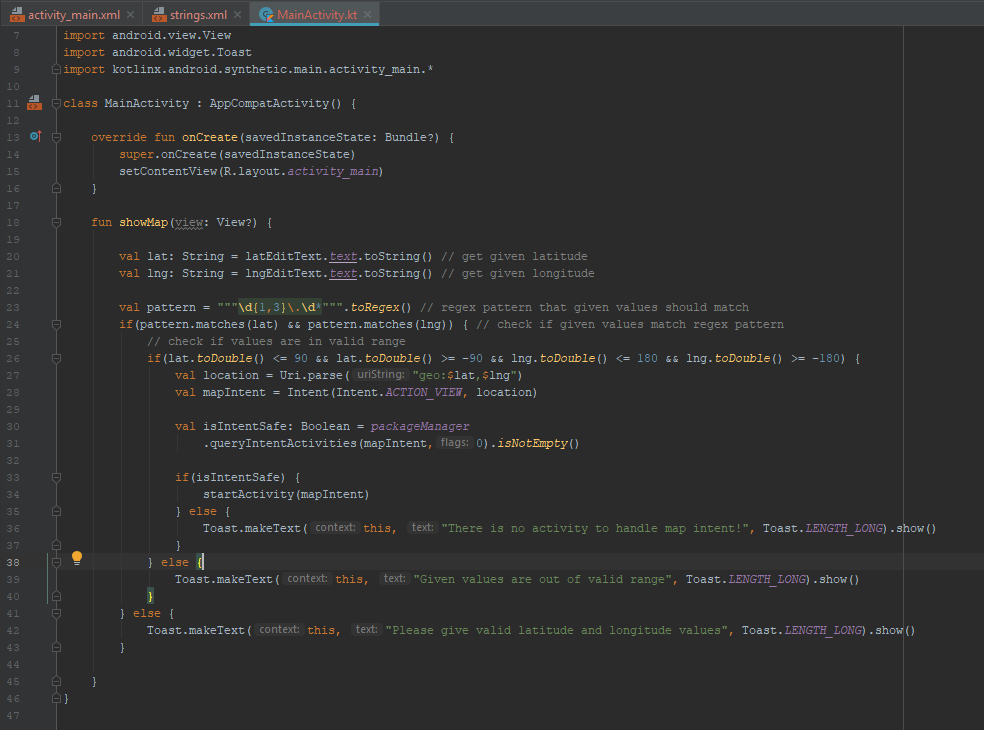 activity_main.xml × strings.xml × MainActivity.kt ×
7 import android.view.View
8 import android.widget.Toast
9 import kotlinx.android.synthetic.main.activity_main.*
10
11 class MainActivity : AppCompatActivity() {
12
13 override fun onCreate(savedInstanceState: Bundle?) {
14 super.onCreate(savedInstanceState)
15 setContentView(R.layout.activity_main)
16 }
17
18 fun showMap(view: View?) {
19
20 val lat: String = latEditText.text.toString() // get given latitude
21 val lng: String = lngEditText.text.toString() // get given longitude
22
23 val pattern = """\d{1,3}\.\d*""".toRegex() // regex pattern that given values should match
24 if(pattern.matches(lat) && pattern.matches(lng)) { // check if given values match regex pattern
25 // check if values are in valid range
26 if(lat.toDouble() <= 90 && lat.toDouble() >= -90 && lng.toDouble() <= 180 && lng.toDouble() >= -180) {
27 val location = Uri.parse( uriString: "geo:$lat,$lng")
28 val mapIntent = Intent(Intent.ACTION_VIEW, location)
29
30 val isIntentSafe: Boolean = packageManager
31 .queryIntentActivities(mapIntent, flags: 0).isNotEmpty()
32
33 if(isIntentSafe) {
34 startActivity(mapIntent)
35 } else {
36 Toast.makeText( context: this, text: "There is no activity to handle map intent!", Toast.LENGTH_LONG).show()
37 }
38 } else {
39 Toast.makeText( context: this, text: "Given values are out of valid range", Toast.LENGTH_LONG).show()
40 }
41 } else {
42 Toast.makeText( context: this, text: "Please give valid latitude and longitude values", Toast.LENGTH_LONG).show()
43 }
44
45 }
46 }
47